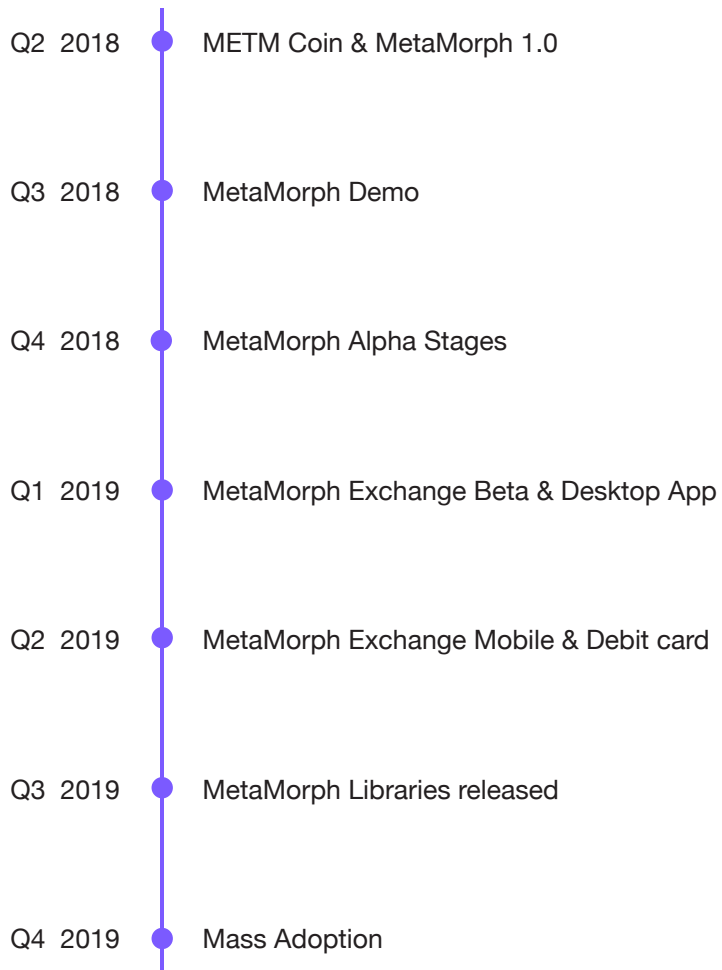 Q2 2018 METM Coin & MetaMorph 1.0
Q3 2018 MetaMorph Demo
Q4 2018 MetaMorph Alpha Stages
Q1 2019 MetaMorph Exchange Beta & Desktop App
Q2 2019 MetaMorph Exchange Mobile & Debit card
Q3 2019 MetaMorph Libraries released
Q4 2019 Mass Adoption